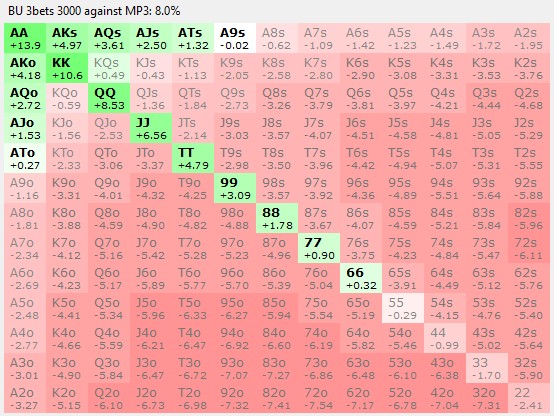 BU 3bets 3000 against MP3: 8.0%
AA AKs AQs AJs ATs A9s A8s A7s A6s A5s A4s A3s A2s
+13.9 +4.97 +3.61 +2.50 +1.32 -0.02 -0.62 -1.09 -1.42 -1.23 -1.49 -1.72 -1.95
AKo KK KQs KJs KTs K9s K8s K7s K6s K5s K4s K3s K2s
+4.18 +10.6 +0.49 -0.43 -1.13 -2.05 -2.58 -2.80 -2.90 -3.08 -3.31 -3.53 -3.76
AQo KQo QQ QJs QTs Q9s Q8s Q7s Q6s Q5s Q4s Q3s Q2s
+2.72 -0.59 +8.53 -1.36 -1.84 -2.73 -3.26 -3.79 -3.81 -3.97 -4.21 -4.44 -4.68
AJo KJo QJo JJ JTs J9s J8s J7s J6s J5s J4s J3s J2s
+1.53 -1.56 -2.53 +6.56 -2.14 -3.03 -3.57 -4.07 -4.51 -4.58 -4.81 -5.05 -5.29
ATo KTo QTo JTo TT T9s T8s T7s T6s T5s T4s T3s T2s
+0.27 -2.33 -3.06 -3.37 +4.79 -2.98 -3.50 -3.96 -4.42 -4.94 -5.07 -5.31 -5.55
A9o K9o Q9o J9o T9o 99 98s 97s 96s 95s 94s 93s 92s
-1.16 -3.31 -4.01 -4.32 -4.25 +3.09 -3.57 -3.92 -4.36 -4.89 -5.51 -5.64 -5.88
A8o K8o Q8o J8o T8o 98o 88 87s 86s 85s 84s 83s 82s
-1.81 -3.88 -4.59 -4.90 -4.82 -4.88 +1.78 -3.67 -4.07 -4.59 -5.21 -5.84 -5.96
A7o K7o Q7o J7o T7o 97o 87o 77 76s 75s 74s 73s 72s
-2.34 -4.12 -5.16 -5.42 -5.28 -5.23 -4.96 +0.90 -3.75 -4.23 -4.84 -5.47 -6.11
A6o K6o Q6o J6o T6o 96o 86o 76o 66 65s 64s 63s 62s
-2.69 -4.23 -5.17 -5.89 -5.77 -5.70 -5.39 -5.04 +0.32 -3.91 -4.49 -5.12 -5.76
A5o K5o Q5o J5o T5o 95o 85o 75o 65o 55 54s 53s 52s
-2.48 -4.41 -5.34 -5.96 -6.33 -6.27 -5.94 -5.54 -5.19 -0.29 -4.15 -4.76 -5.40
A4o K4o Q4o J4o T4o 94o 84o 74o 64o 54o 44 43s 42s
-2.77 -4.66 -5.59 -6.21 -6.47 -6.92 -6.60 -6.19 -5.82 -5.46 -0.99 -5.02 -5.64
A3o K3o Q3o J3o T3o 93o 83o 73o 63o 53o 43o 33 32s
-3.01 -4.90 -5.84 -6.47 -6.72 -7.07 -7.27 -6.86 -6.48 -6.10 -6.38 -1.70 -5.90
A2o K2o Q2o J2o T2o 92o 82o 72o 62o 52o 42o 32o 22
-3.27 -5.15 -6.10 -6.73 -6.98 -7.32 -7.41 -7.54 -7.17 -6.78 -7.04 -7.31 -2.41